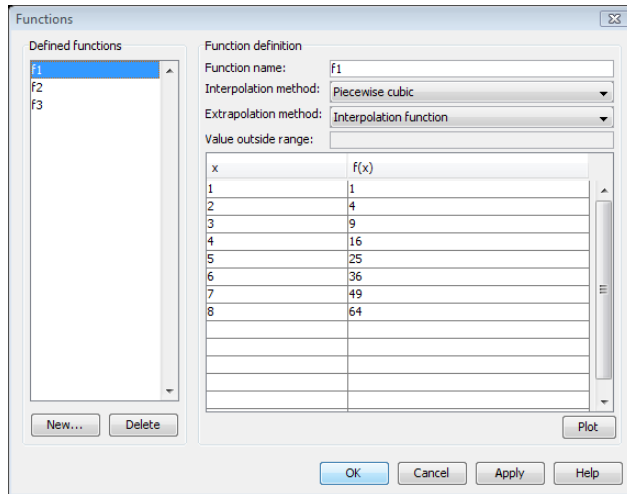 Functions
Defined functions
f1
f2
f3
New...
Delete
Function definition
Function name: f1
Interpolation method: Piecewise cubic
Extrapolation method: Interpolation function
Value outside range:
x f(x)
1 1
2 4
3 9
4 16
5 25
6 36
7 49
8 64
Plot
OK Cancel Apply Help